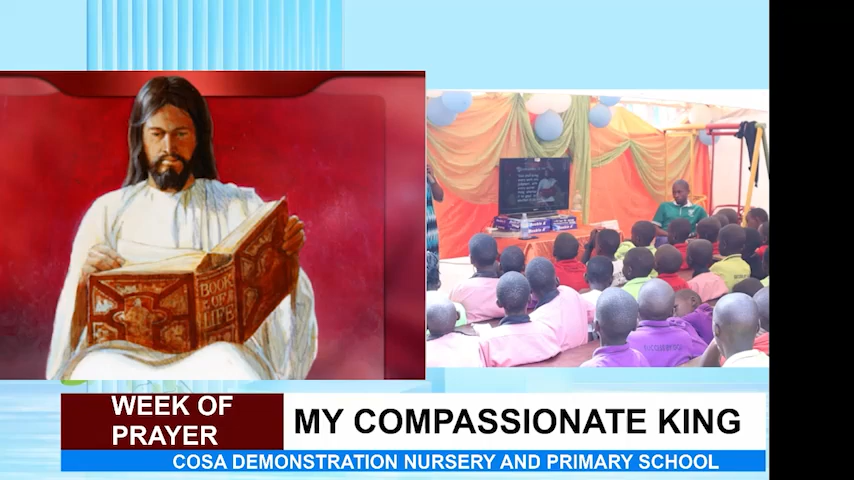 BOOK
OF
LIFE
WEEK OF
PRAYER
MY COMPASSIONATE KING
COSA DEMONSTRATION NURSERY AND PRIMARY SCHOOL